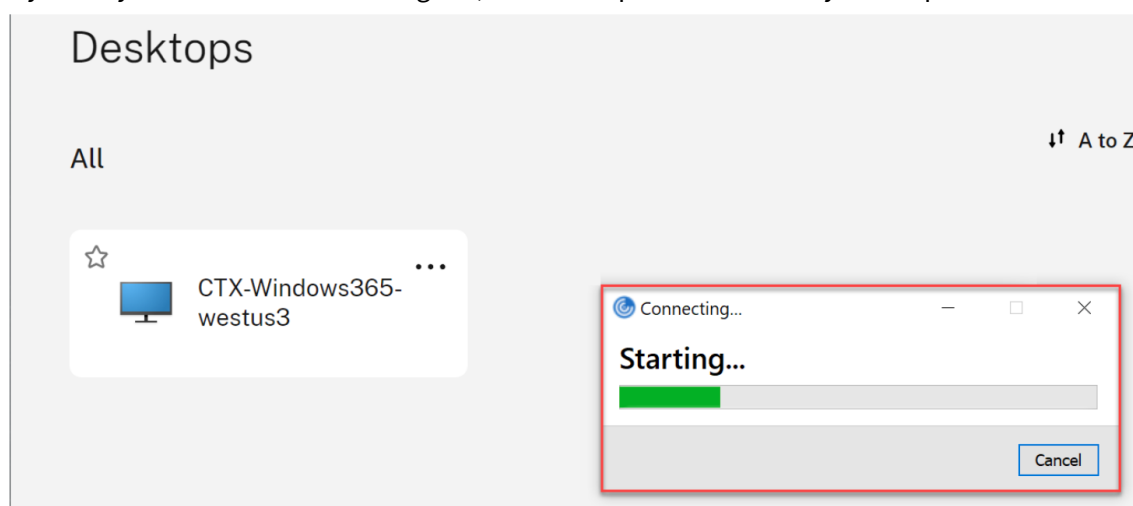 Desktops
A to Z
All
CTX-Windows365-
westus3
Connecting...
Starting...
Cancel